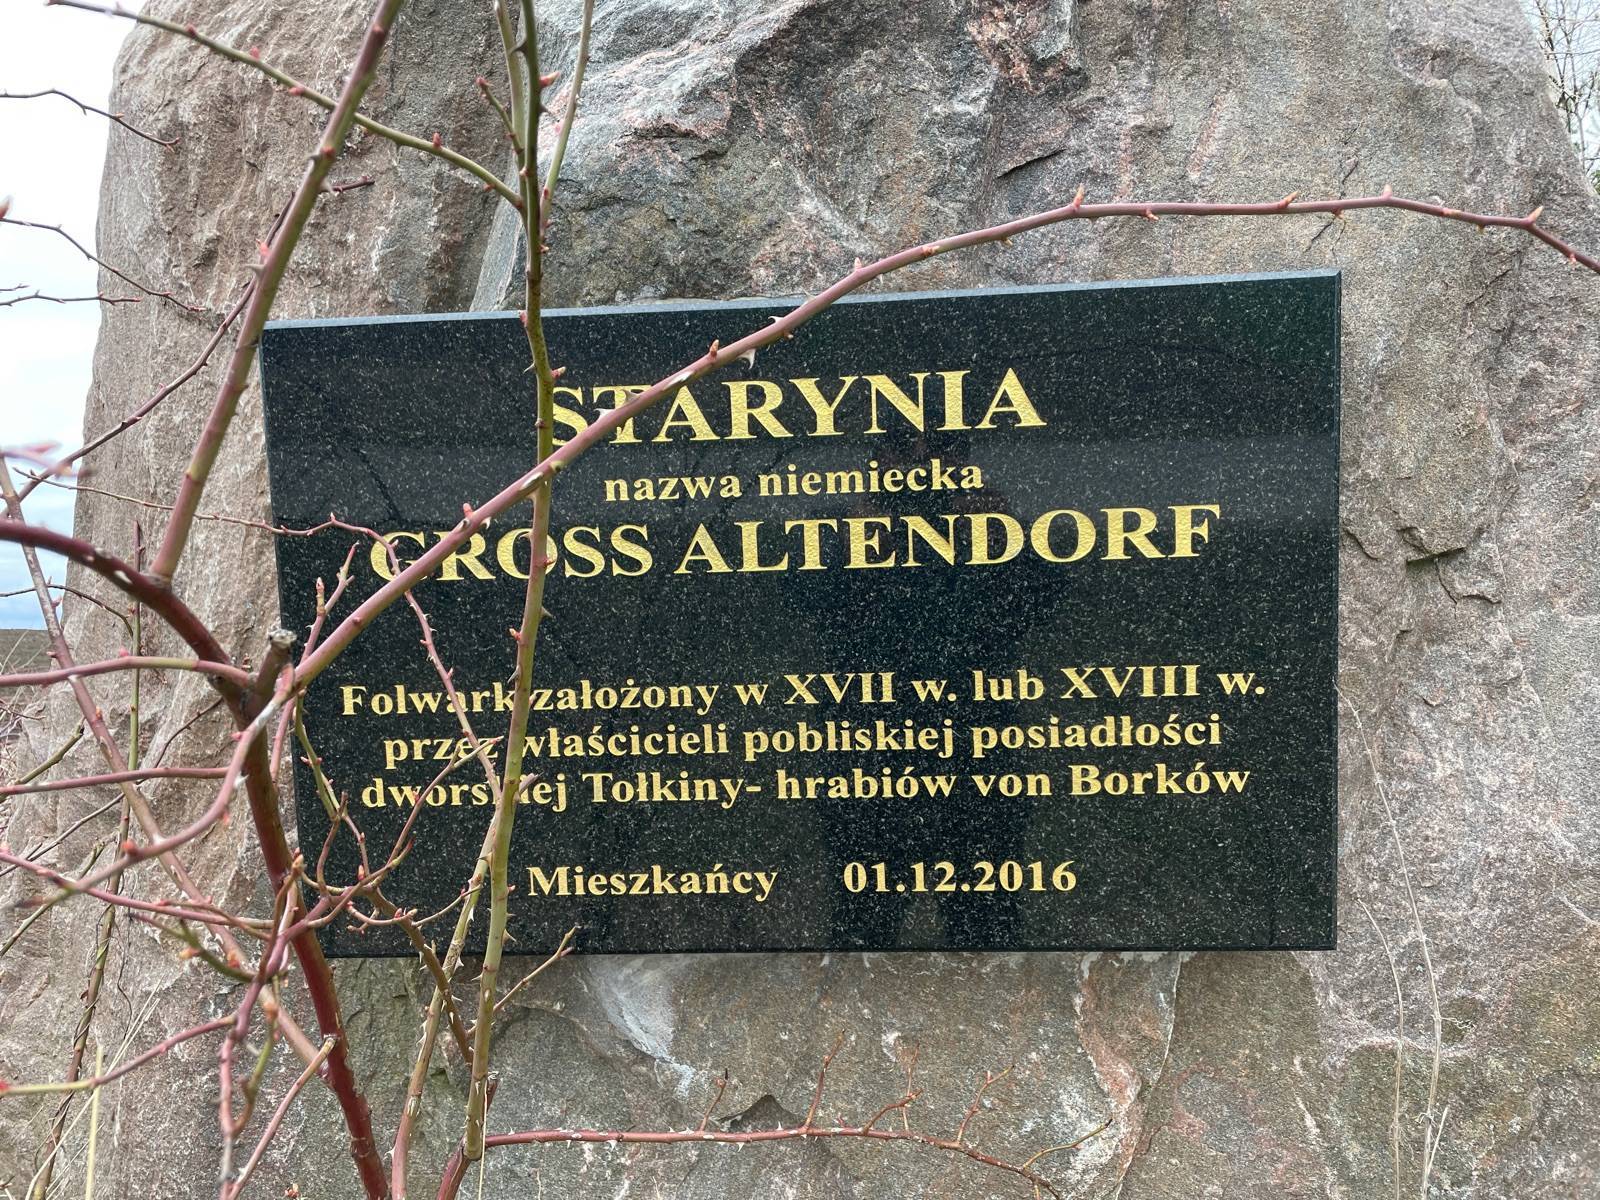 STARYNIA
nazwa niemiecka
GROSS ALTENDORF
Folwark założony w XVII w. lub XVIII w.
przez właścicieli pobliskiej posiadłości
dworskiej Tołkiny- hrabiów von Borków
Mieszkańcy 01.12.2016